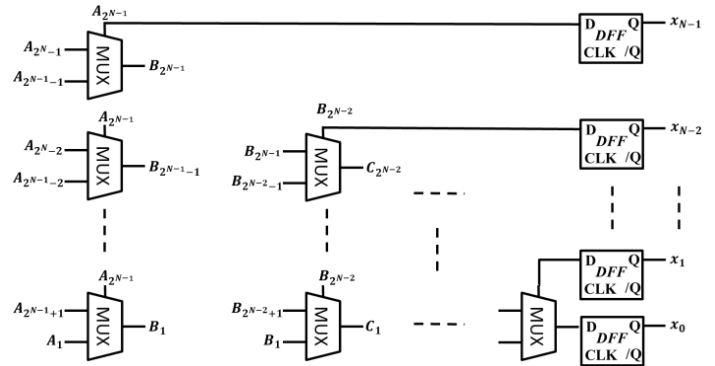 A_{2^{N-1}}
A_{2^N-1}
A_{2^{N-1}-1}
MUX
B_{2^{N-1}}
D Q
DFF
CLK /Q
x_{N-1}
A_{2^{N-1}}
A_{2^N-2}
A_{2^{N-1}-2}
MUX
B_{2^{N-1}-1}
B_{2^{N-2}}
B_{2^{N-1}}
B_{2^{N-2}-1}
MUX
C_{2^{N-2}}
D Q
DFF
CLK /Q
x_{N-2}
A_{2^{N-1}}
A_{2^{N-1}+1}
A_1
MUX
B_1
B_{2^{N-2}}
B_{2^{N-2}+1}
B_1
MUX
C_1
MUX
D Q
DFF
CLK /Q
x_1
D Q
DFF
CLK /Q
x_0